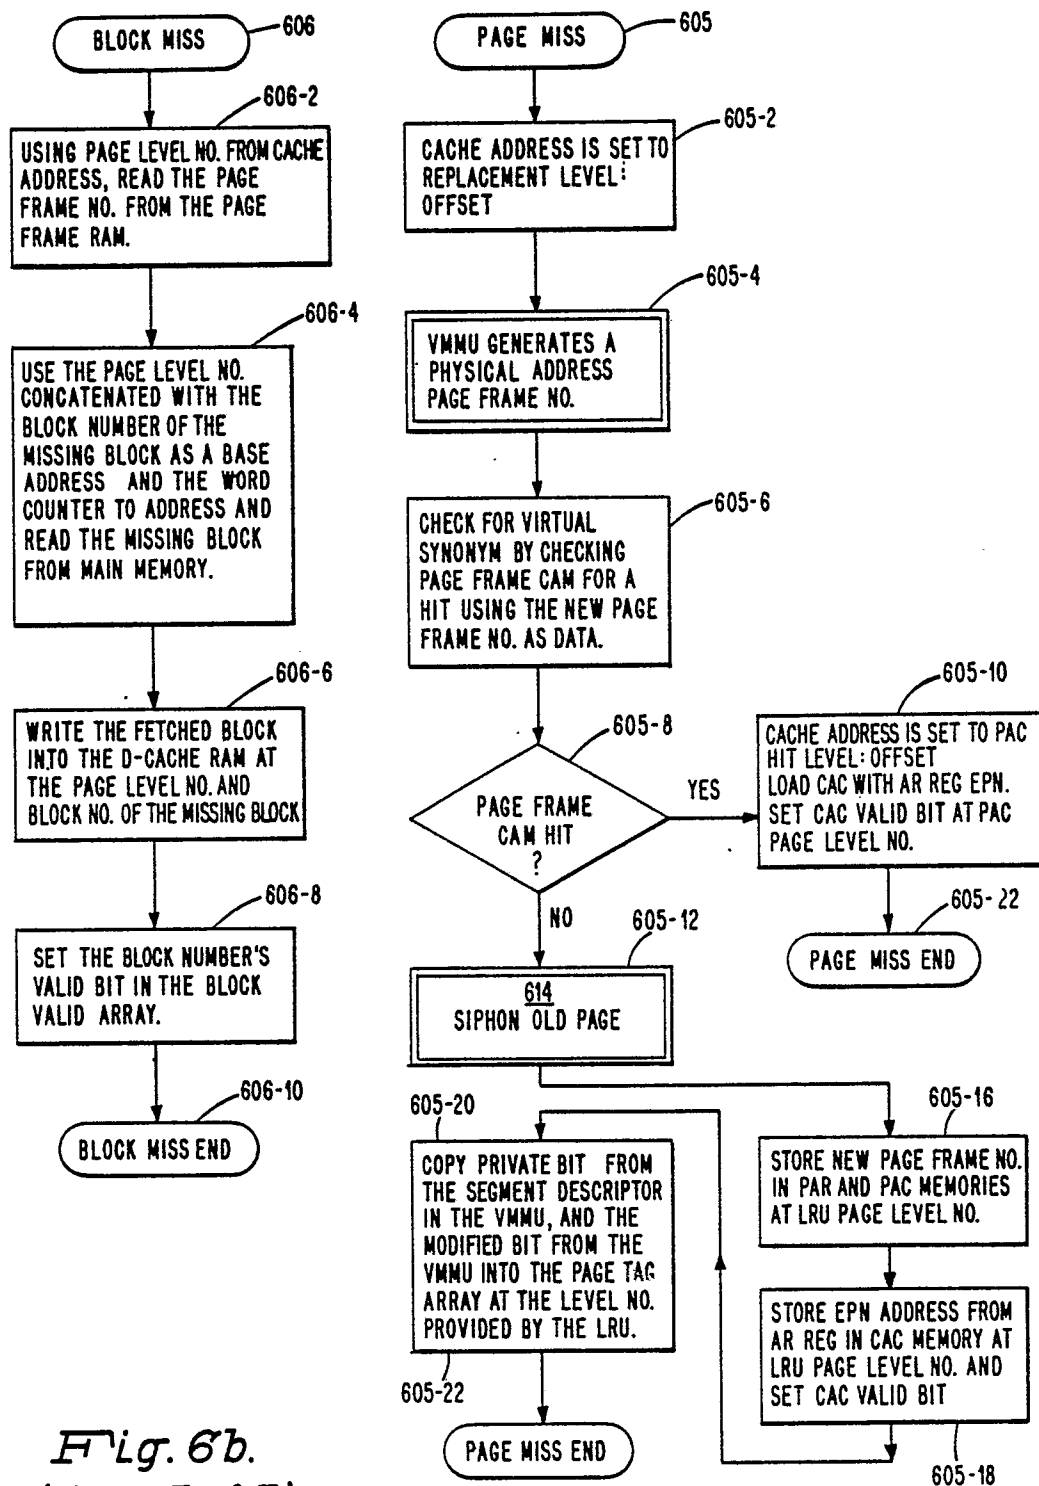 BLOCK MISS
606
606-2
USING PAGE LEVEL NO. FROM CACHE
ADDRESS, READ THE PAGE
FRAME NO. FROM THE PAGE
FRAME RAM.
606-4
USE THE PAGE LEVEL NO.
CONCATENATED WITH THE
BLOCK NUMBER OF THE
MISSING BLOCK AS A BASE
ADDRESS AND THE WORD
COUNTER TO ADDRESS AND
READ THE MISSING BLOCK
FROM MAIN MEMORY.
606-6
WRITE THE FETCHED BLOCK
INTO THE D-CACHE RAM AT
THE PAGE LEVEL NO. AND
BLOCK NO. OF THE MISSING BLOCK
606-8
SET THE BLOCK NUMBER'S
VALID BIT IN THE BLOCK
VALID ARRAY.
606-10
BLOCK MISS END
PAGE MISS
605
605-2
CACHE ADDRESS IS SET TO
REPLACEMENT LEVEL:
OFFSET
605-4
VMMU GENERATES A
PHYSICAL ADDRESS
PAGE FRAME NO.
605-6
CHECK FOR VIRTUAL
SYNONYM BY CHECKING
PAGE FRAME CAM FOR A
HIT USING THE NEW PAGE
FRAME NO. AS DATA.
605-8
PAGE FRAME
CAM HIT
?
YES
NO
605-10
CACHE ADDRESS IS SET TO PAC
HIT LEVEL: OFFSET
LOAD CAC WITH AR REG EPN.
SET CAC VALID BIT AT PAC
PAGE LEVEL NO.
605-22
PAGE MISS END
605-12
614
SIPHON OLD PAGE
605-16
STORE NEW PAGE FRAME NO.
IN PAR AND PAC MEMORIES
AT LRU PAGE LEVEL NO.
STORE EPN ADDRESS FROM
AR REG IN CAC MEMORY AT
LRU PAGE LEVEL NO. AND
SET CAC VALID BIT
605-18
605-20
COPY PRIVATE BIT FROM
THE SEGMENT DESCRIPTOR
IN THE VMMU, AND THE
MODIFIED BIT FROM THE
VMMU INTO THE PAGE TAG
ARRAY AT THE LEVEL NO.
PROVIDED BY THE LRU.
605-22
PAGE MISS END
Fig. 6b.